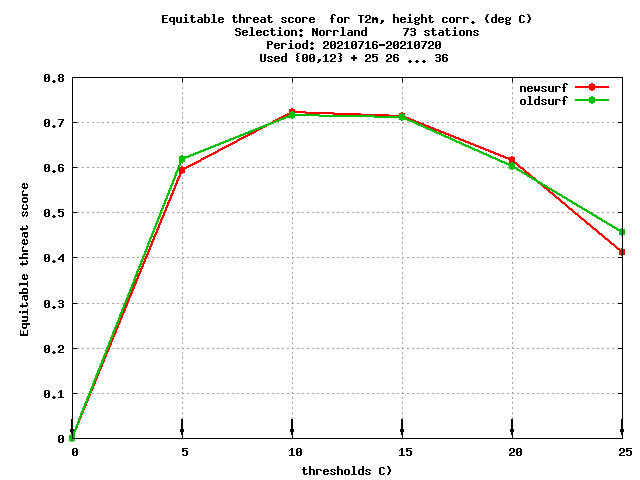 Equitable threat score  for T2m, height corr. (deg C)
Selection: Norrland     73 stations
Period: 20210716-20210720
Used {00,12} + 25 26 ... 36
0.8
newsurf
oldsurf
0.7
0.6
0.5
0.4
0.3
0.2
0.1
0
Equitable threat score
0 5 10 15 20 25
thresholds C)